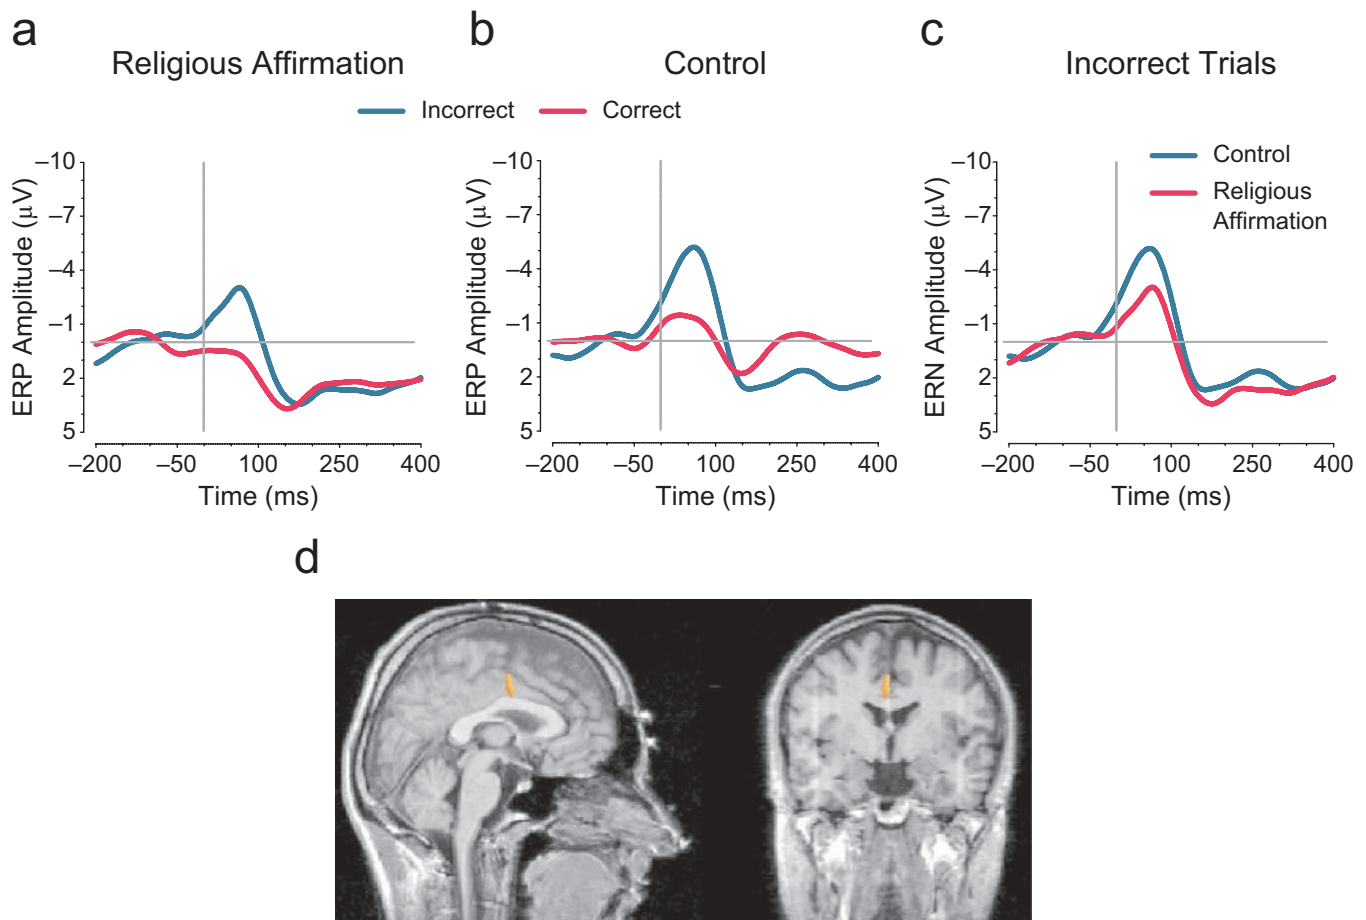 a
Religious Affirmation
b
Control
c
Incorrect Trials
Incorrect
Correct
ERP Amplitude (μV)
–10
–7
–4
–1
2
5
–200
–50
100
250
400
Time (ms)
ERP Amplitude (μV)
–10
–7
–4
–1
2
5
–200
–50
100
250
400
Time (ms)
Control
Religious
Affirmation
ERN Amplitude (μV)
–10
–7
–4
–1
2
5
–200
–50
100
250
400
Time (ms)
d